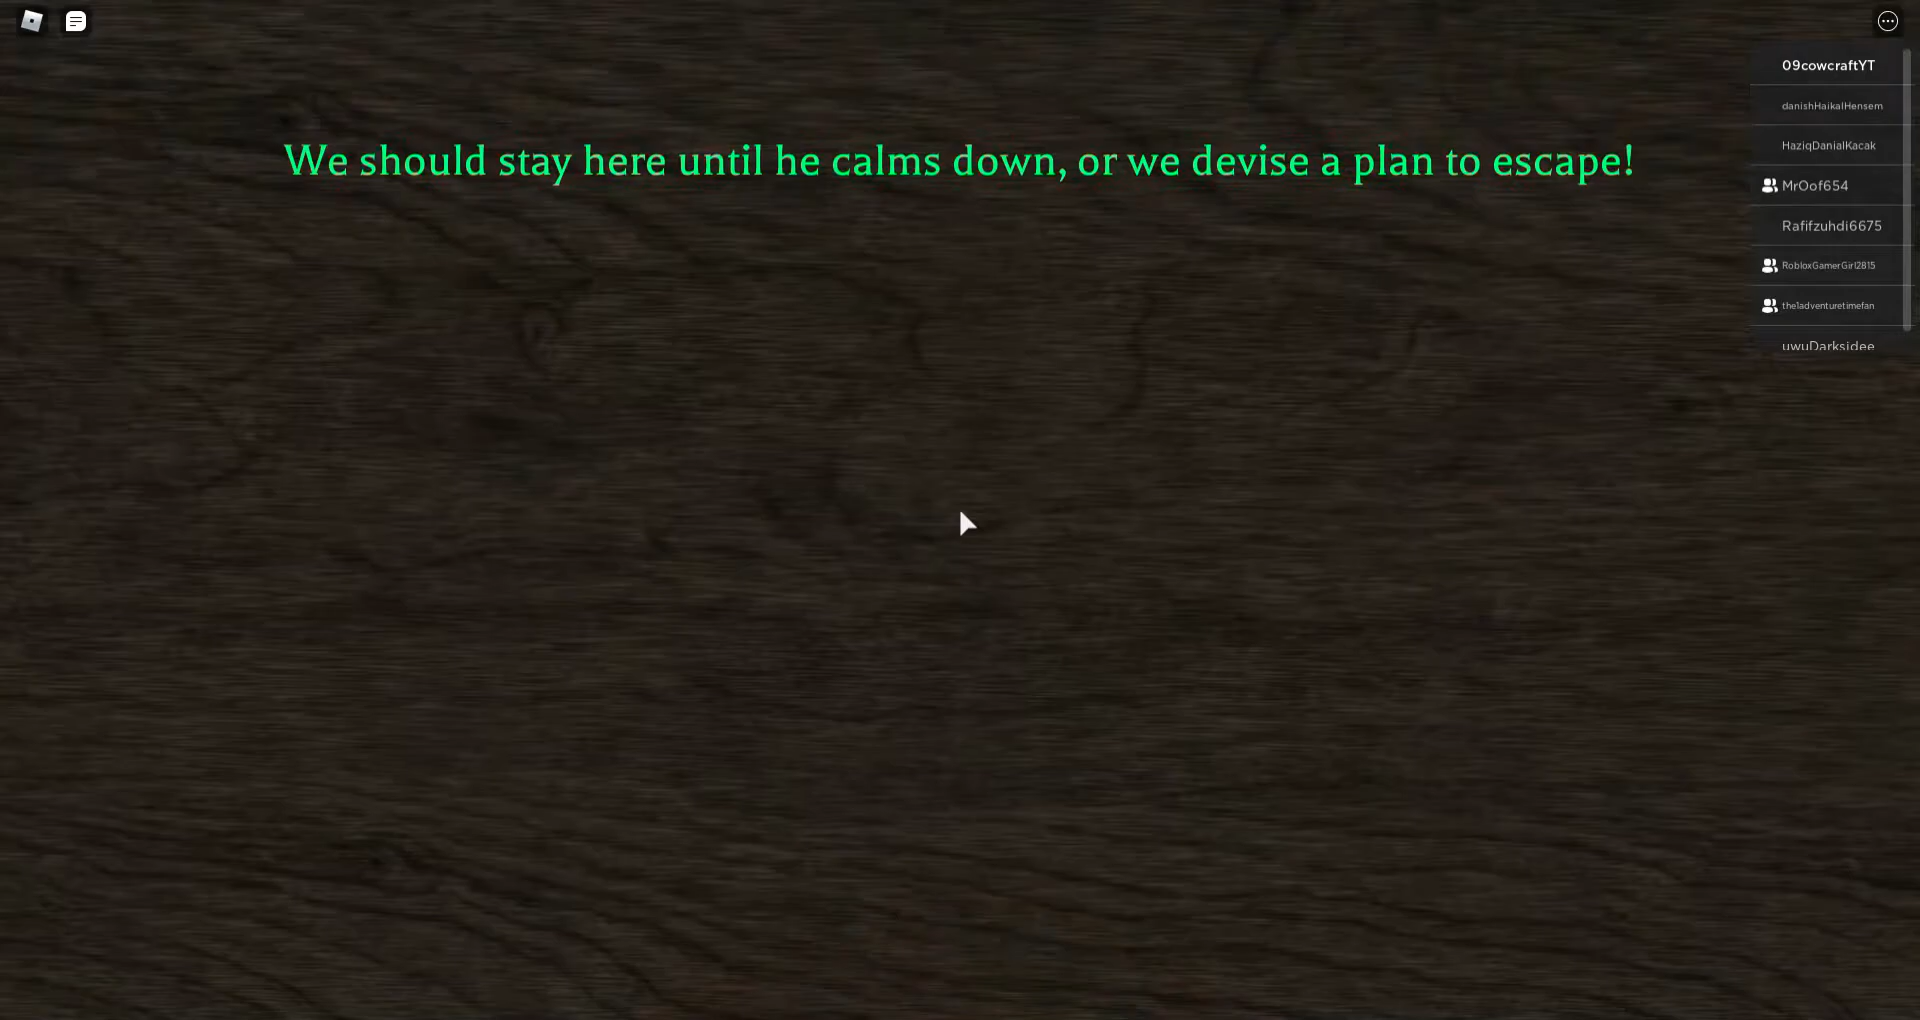 We should stay here until he calms down, or we devise a plan to escape!
09cowcraftYT
danishHaikalHensem
HaziqDanialKacak
MrOof654
Rafifzuhdi6675
RobloxGamerGirl2815
the1adventuretimefan
uwuDarksidee